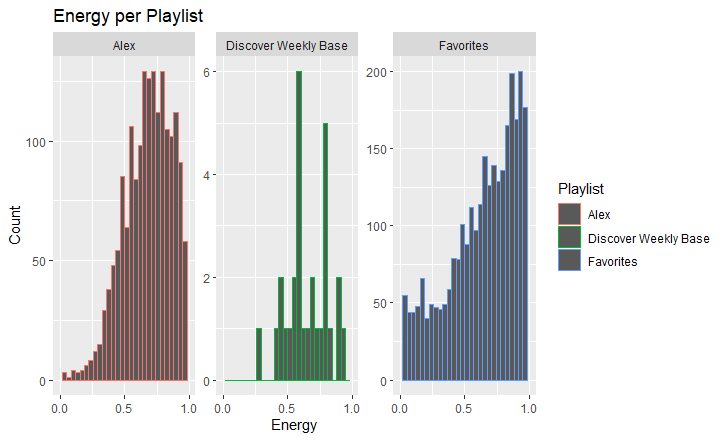 Energy per Playlist
Alex
Discover Weekly Base
Favorites
Count
0
50
100
0
2
4
6
0
50
100
150
200
0.0 0.5 1.0
0.0 0.5 1.0
0.0 0.5 1.0
Energy
Playlist
Alex
Discover Weekly Base
Favorites